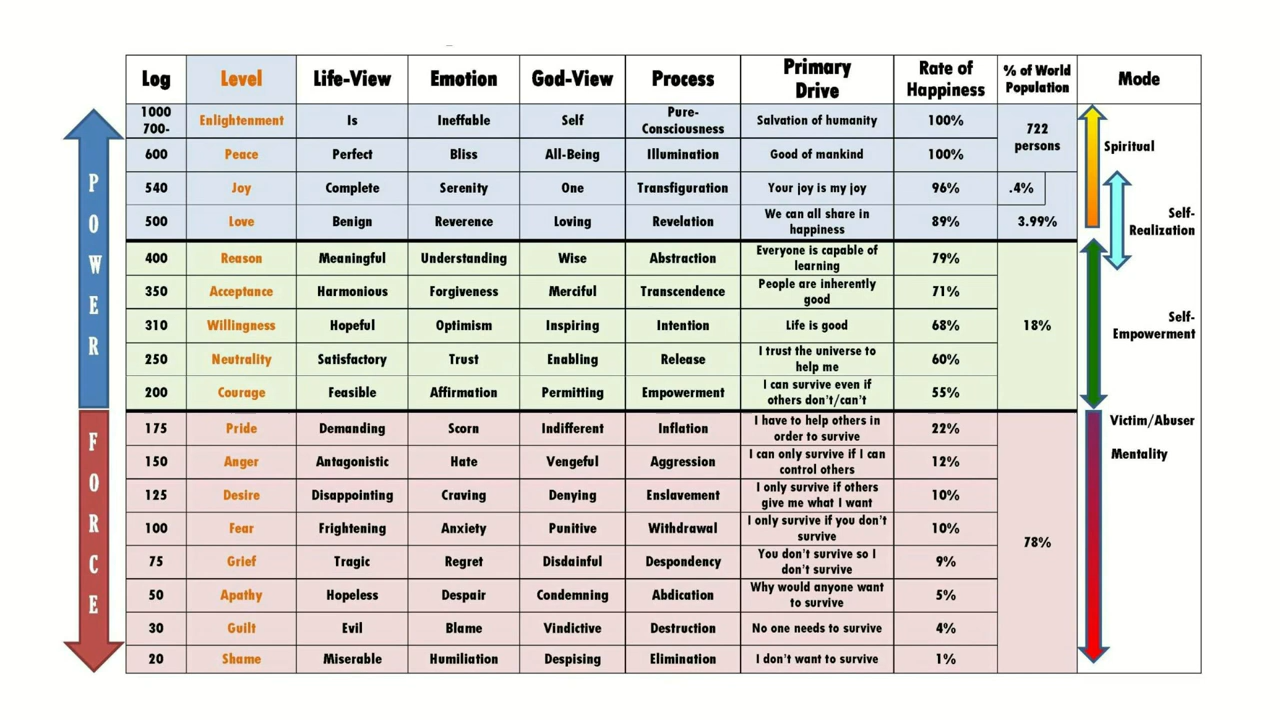 Log Level Life-View Emotion God-View Process Primary Drive Rate of Happiness % of World Population Mode
1000 700- Enlightenment Is Ineffable Self Pure-Consciousness Salvation of humanity 100% 722 persons
600 Peace Perfect Bliss All-Being Illumination Good of mankind 100%
Spiritual
540 Joy Complete Serenity One Transfiguration Your joy is my joy 96% .4%
500 Love Benign Reverence Loving Revelation We can all share in happiness 89% 3.99%
Self-Realization
400 Reason Meaningful Understanding Wise Abstraction Everyone is capable of learning 79%
350 Acceptance Harmonious Forgiveness Merciful Transcendence People are inherently good 71%
310 Willingness Hopeful Optimism Inspiring Intention Life is good 68% 18%
Self-Empowerment
250 Neutrality Satisfactory Trust Enabling Release I trust the universe to help me 60%
200 Courage Feasible Affirmation Permitting Empowerment I can survive even if others don't/can't 55%
175 Pride Demanding Scorn Indifferent Inflation I have to help others in order to survive 22%
Victim/Abuser
Mentality
150 Anger Antagonistic Hate Vengeful Aggression I can only survive if I can control others 12%
125 Desire Disappointing Craving Denying Enslavement I only survive if others give me what I want 10%
100 Fear Frightening Anxiety Punitive Withdrawal I only survive if you don't survive 10%
78%
75 Grief Tragic Regret Disdainful Despondency You don't survive so I don't survive 9%
50 Apathy Hopeless Despair Condemning Abdication Why would anyone want to survive 5%
30 Guilt Evil Blame Vindictive Destruction No one needs to survive 4%
20 Shame Miserable Humiliation Despising Elimination I don't want to survive 1%
POWER
FORCE